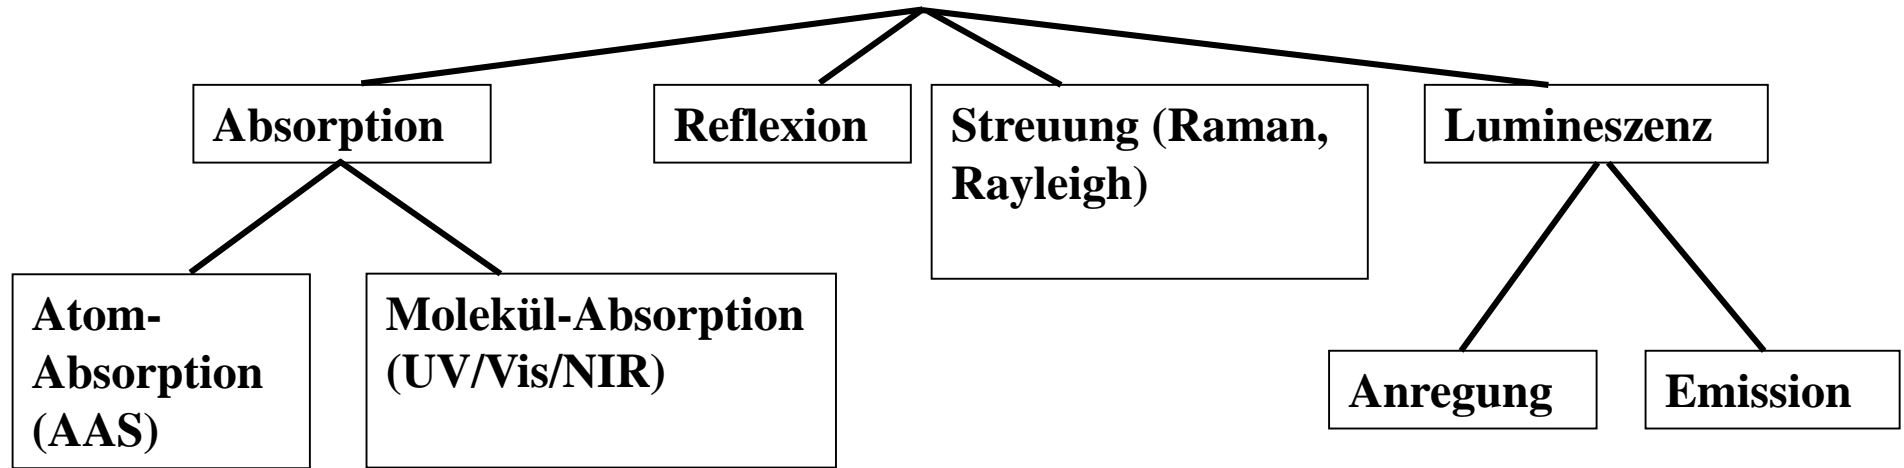 Absorption
Reflexion
Streuung (Raman,
Rayleigh)
Lumineszenz
Atom-
Absorption
(AAS)
Molekül-Absorption
(UV/Vis/NIR)
Anregung
Emission